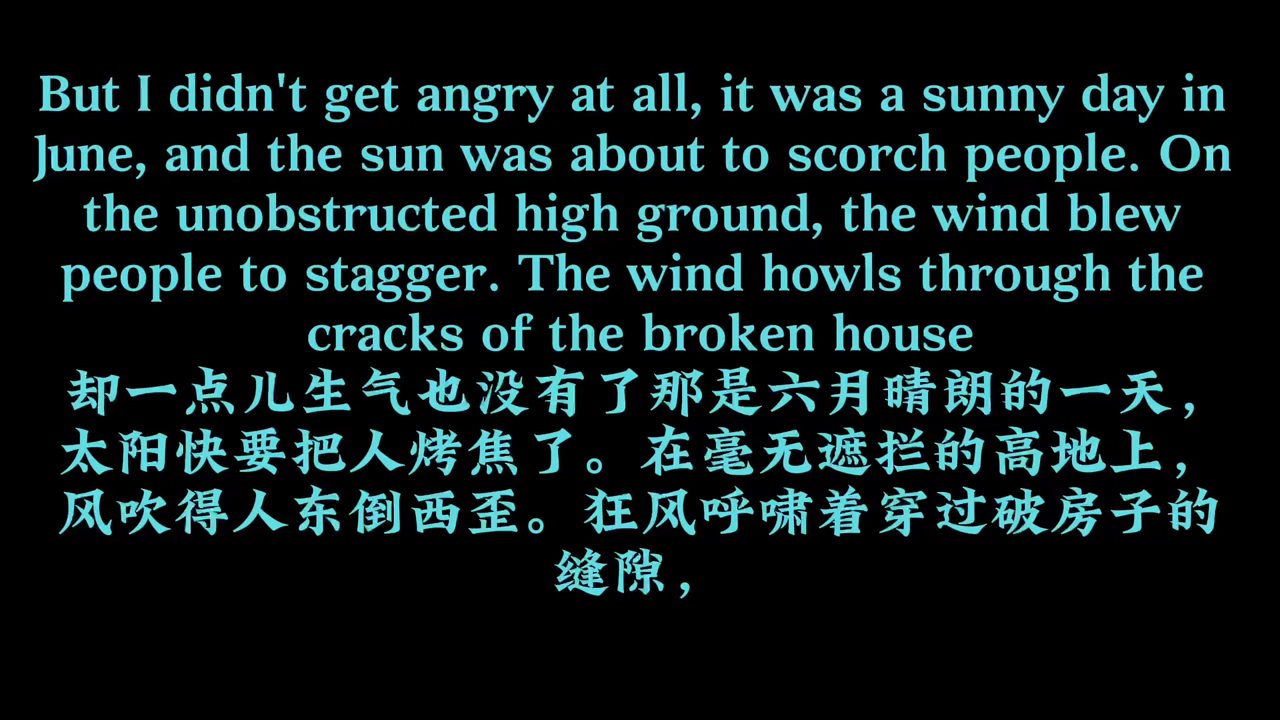 But I didn't get angry at all, it was a sunny day in
June, and the sun was about to scorch people. On
the unobstructed high ground, the wind blew
people to stagger. The wind howls through the
cracks of the broken house
却一点儿生气也没有了那是六月晴朗的一天，
太阳快要把人烤焦了。在毫无遮拦的高地上，
风吹得人东倒西歪。狂风呼啸着穿过破房子的
缝隙，